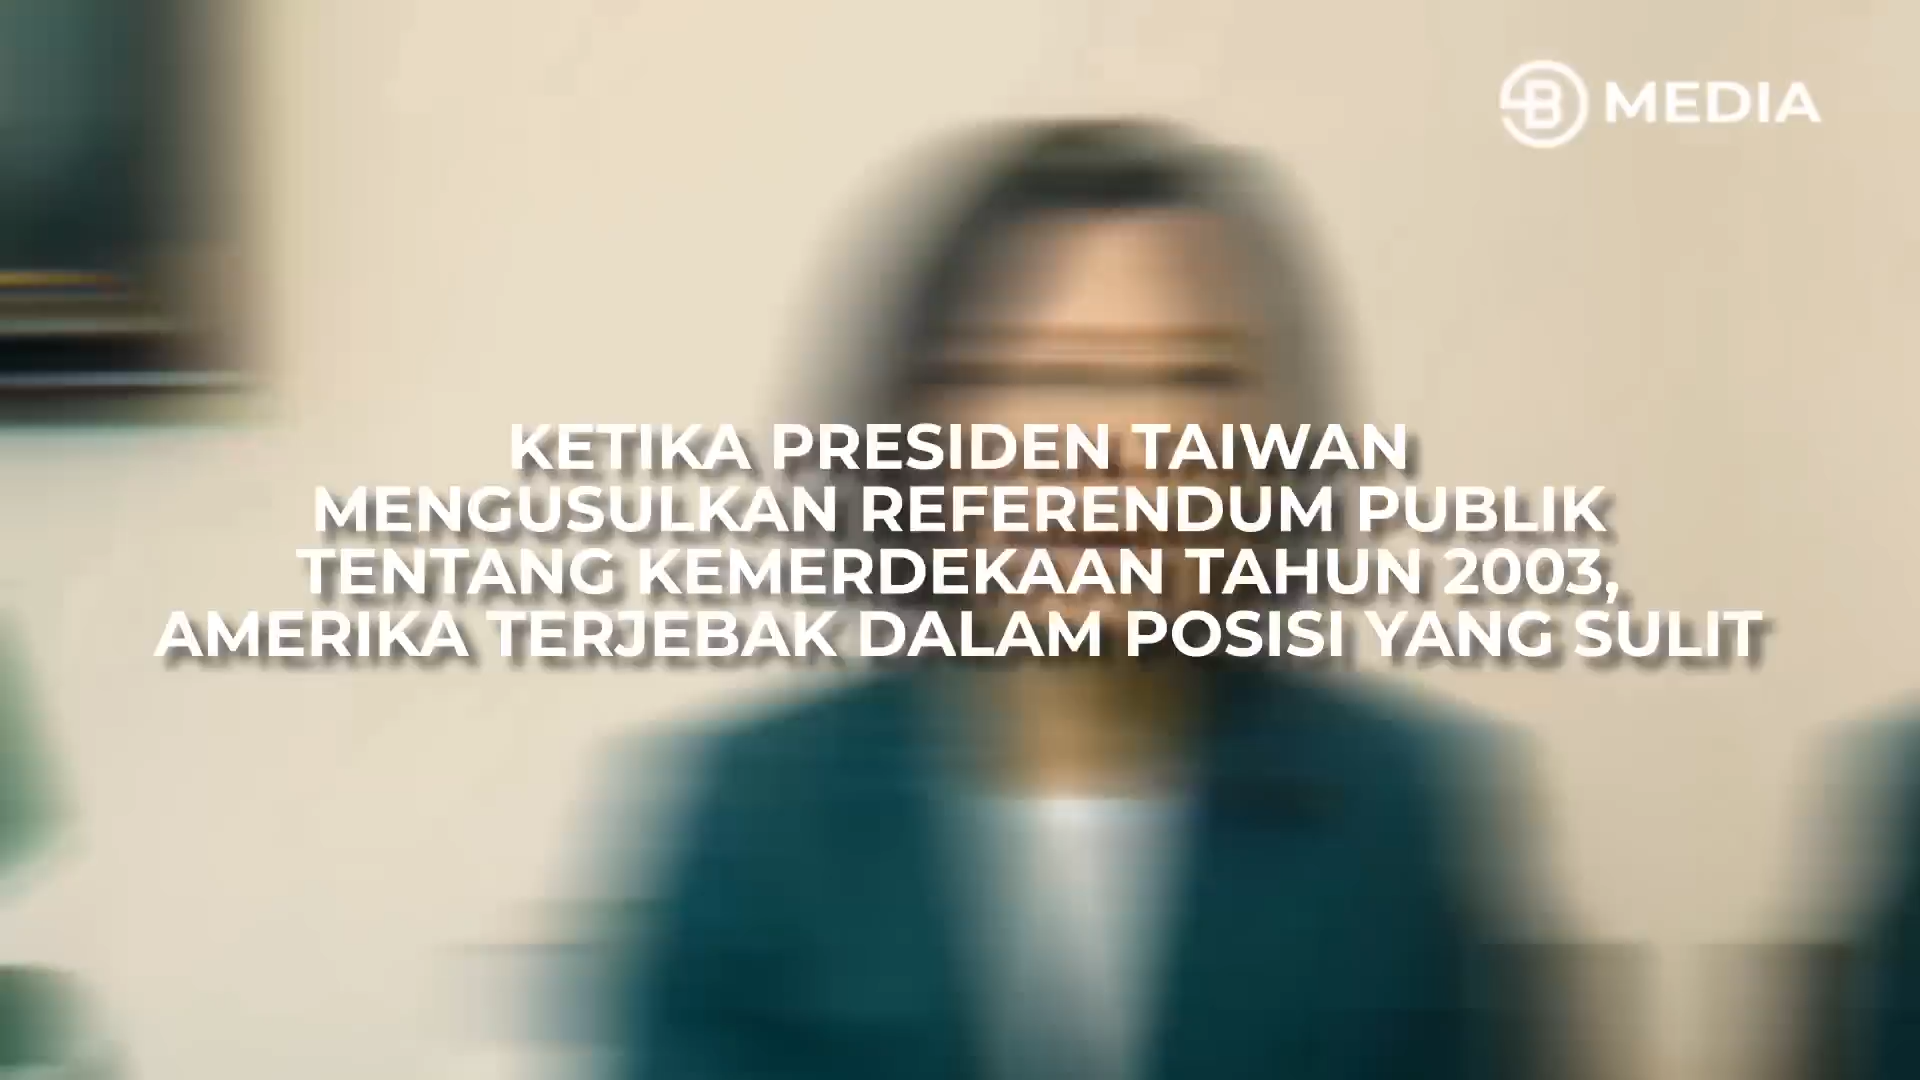 MEDIA
KETIKA PRESIDEN TAIWAN
MENGUSULKAN REFERENDUM PUBLIK
TENTANG KEMERDEKAAN TAHUN 2003,
AMERIKA TERJEBAK DALAM POSISI YANG SULIT